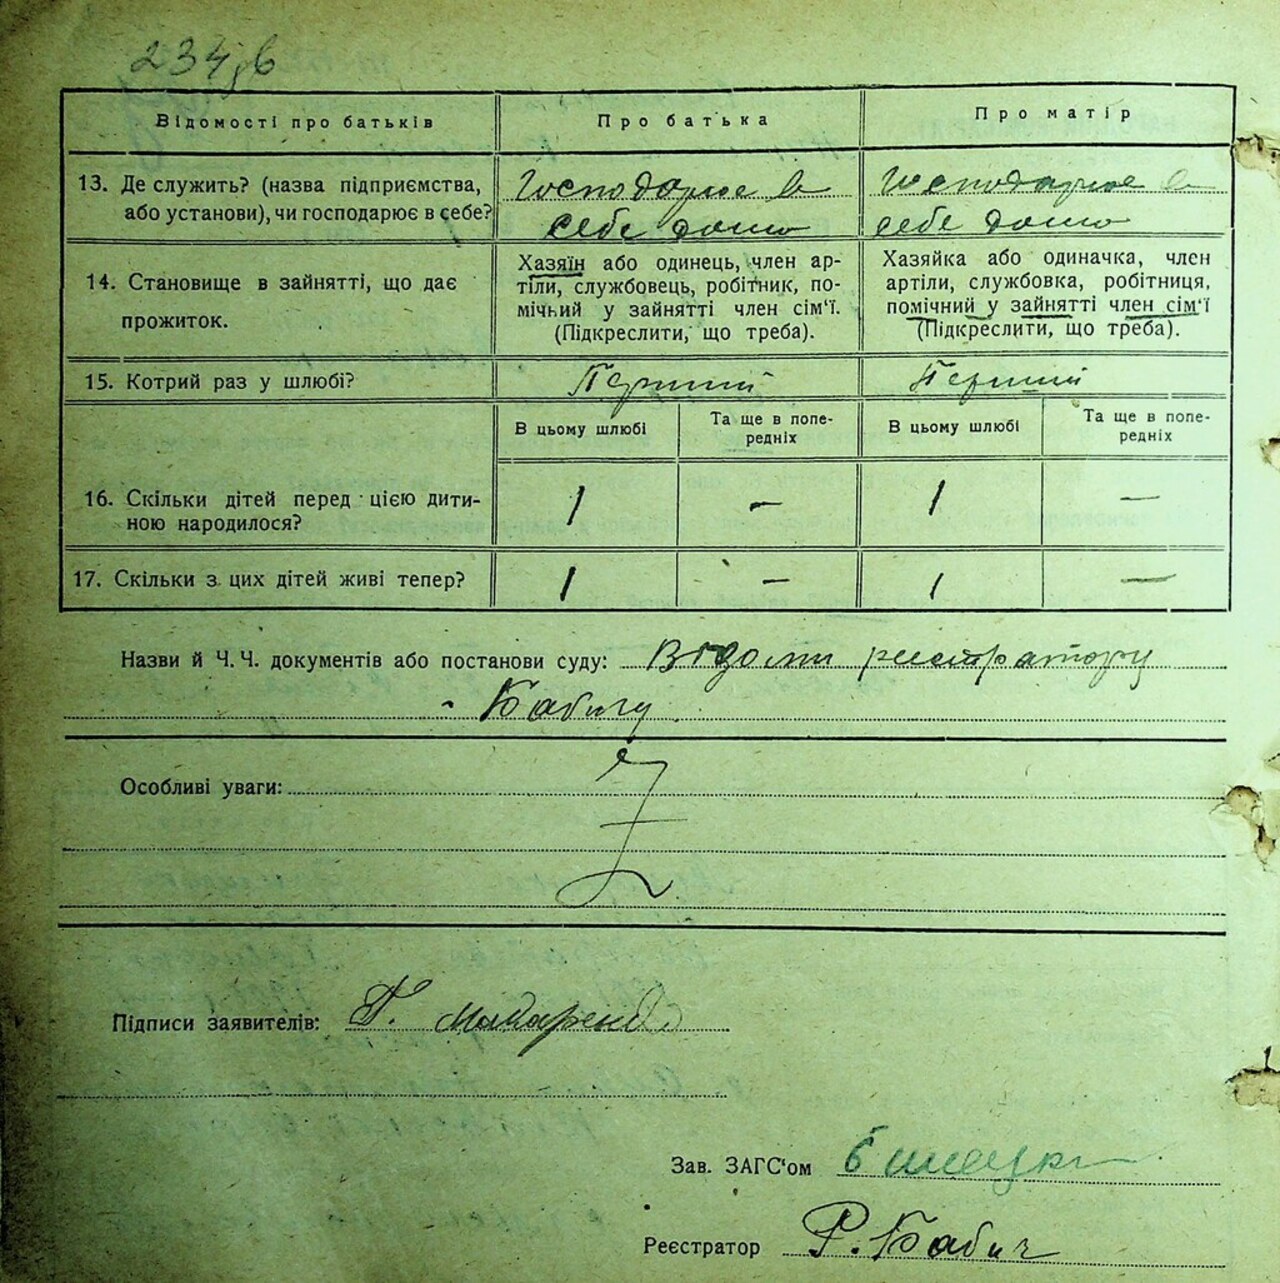 234зв
Відомості про батьків
Про батька
Про матір
13. Де служить? (назва підприємства,
або установи), чи господарює в себе?
Господарює в
себе дома
Господарює в
себе дома
14. Становище в зайнятті, що дає
прожиток.
Хазяїн або одинець, член ар-
тіли, службовець, робітник, по-
мічний у зайнятті член сім'ї.
(Підкреслити, що треба).
Хазяйка або одиначка, член
артіли, службовка, робітниця,
помічний у зайнятті член сім'ї
(Підкреслити, що треба).
15. Котрий раз у шлюбі?
Перший
Перший
В цьому шлюбі
Та ще в попе-
редніх
В цьому шлюбі
Та ще в попе-
редніх
16. Скільки дітей перед цією дити-
ною народилося?
1
—
1
—
17. Скільки з цих дітей живі тепер?
1
—
1
—
Назви й Ч. Ч. документів або постанови суду: Відоми реєстратору
Бабичу
Особливі уваги:
Підписи заявителів: Г. Макаренко
Зав. ЗАГС'ом
Реєстратор Р. Бабич